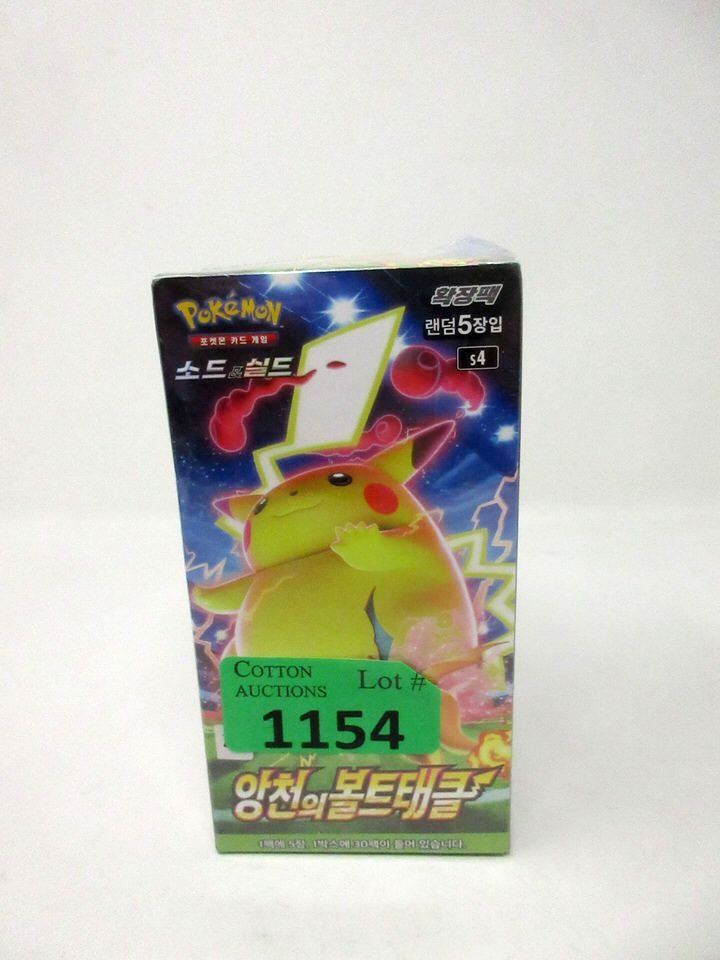 POKéMON
포켓몬 카드 게임
소드&실드
확장팩
랜덤5장입
s4
COTTON
AUCTIONS
Lot #
1154
앙천의 볼트태클
1팩에 5장, 1박스에 30팩이 들어 있습니다.